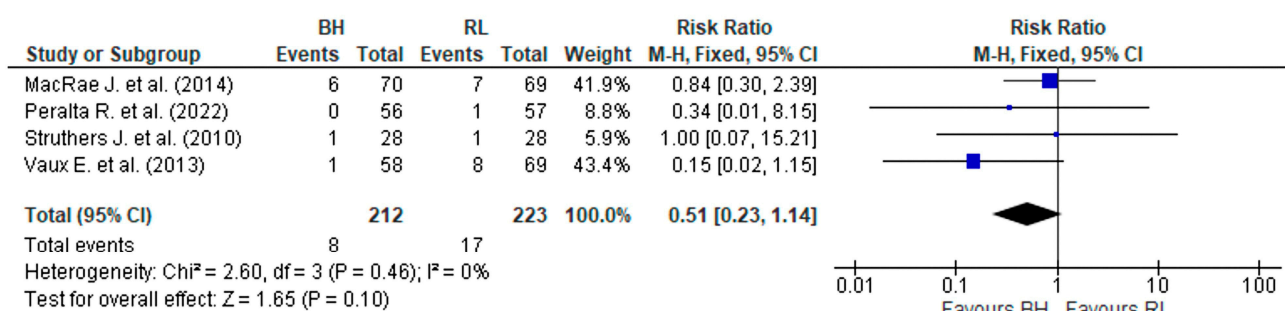 BH RL Risk Ratio Risk Ratio
Study or Subgroup Events Total Events Total Weight M-H, Fixed, 95% CI M-H, Fixed, 95% CI
MacRae J. et al. (2014) 6 70 7 69 41.9% 0.84 [0.30, 2.39]
Peralta R. et al. (2022) 0 56 1 57 8.8% 0.34 [0.01, 8.15]
Struthers J. et al. (2010) 1 28 1 28 5.9% 1.00 [0.07, 15.21]
Vaux E. et al. (2013) 1 58 8 69 43.4% 0.15 [0.02, 1.15]
Total (95% CI) 212 223 100.0% 0.51 [0.23, 1.14]
Total events 8 17
Heterogeneity: Chi² = 2.60, df = 3 (P = 0.46); I² = 0%
Test for overall effect: Z = 1.65 (P = 0.10)
0.01 0.1 1 10 100
Favours BH Favours RL